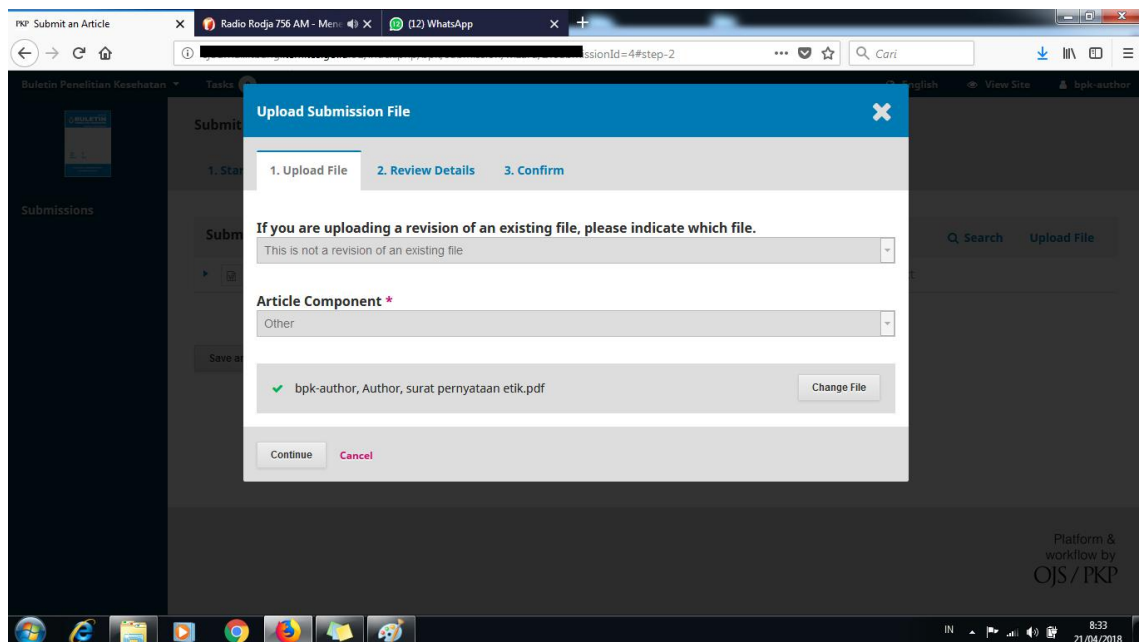 PKP Submit an Article
Radio Rodja 756 AM - Mene
(12) WhatsApp
ssionId=4#step-2
Cari
Buletin Penelitian Kesehatan
Tasks
English
View Site
bpk-author
Upload Submission File
BULETIN
Submit
1. Star
1. Upload File
2. Review Details
3. Confirm
Submissions
If you are uploading a revision of an existing file, please indicate which file.
Subm
This is not a revision of an existing file
Search
Upload File
Article Component *
Other
Save an
bpk-author, Author, surat pernyataan etik.pdf
Change File
Continue
Cancel
Platform &
workflow by
OJS / PKP
IN
8:33
21/04/2018